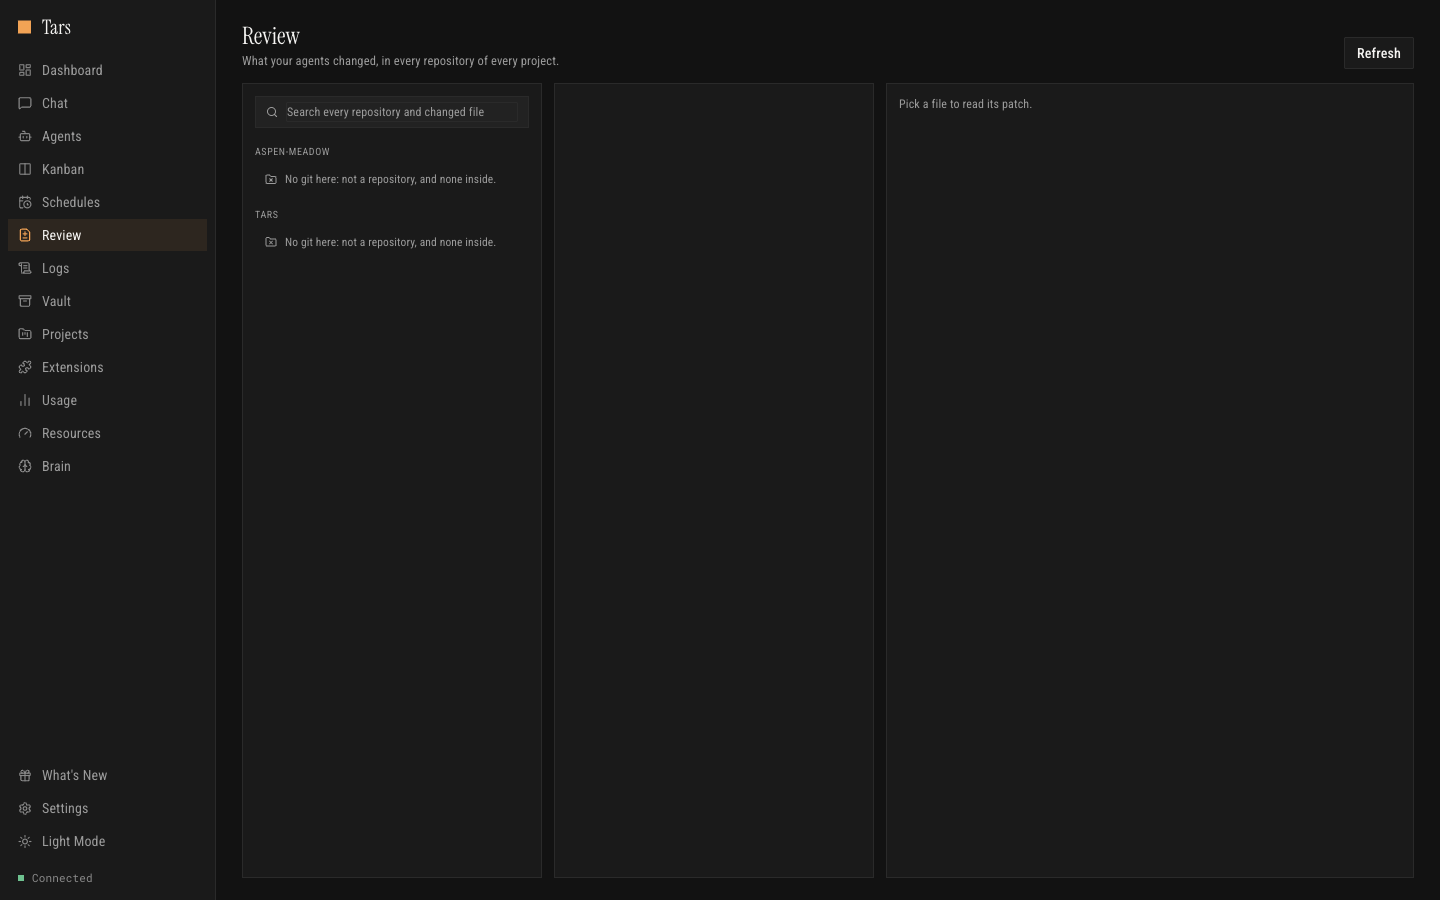 Tars
Dashboard
Chat
Agents
Kanban
Schedules
Review
Logs
Vault
Projects
Extensions
Usage
Resources
Brain
What's New
Settings
Light Mode
Connected
Review
What your agents changed, in every repository of every project.
Refresh
Search every repository and changed file
ASPEN-MEADOW
No git here: not a repository, and none inside.
TARS
No git here: not a repository, and none inside.
Pick a file to read its patch.